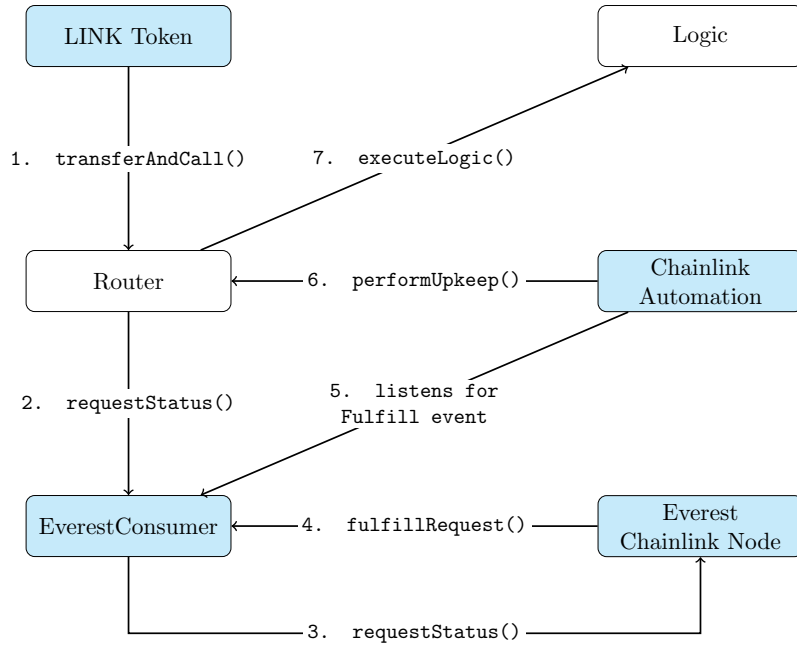 LINK Token
Logic
1. transferAndCall()
7. executeLogic()
Router
6. performUpkeep()
Chainlink
Automation
2. requestStatus()
5. listens for
Fulfill event
EverestConsumer
4. fulfillRequest()
Everest
Chainlink Node
3. requestStatus()